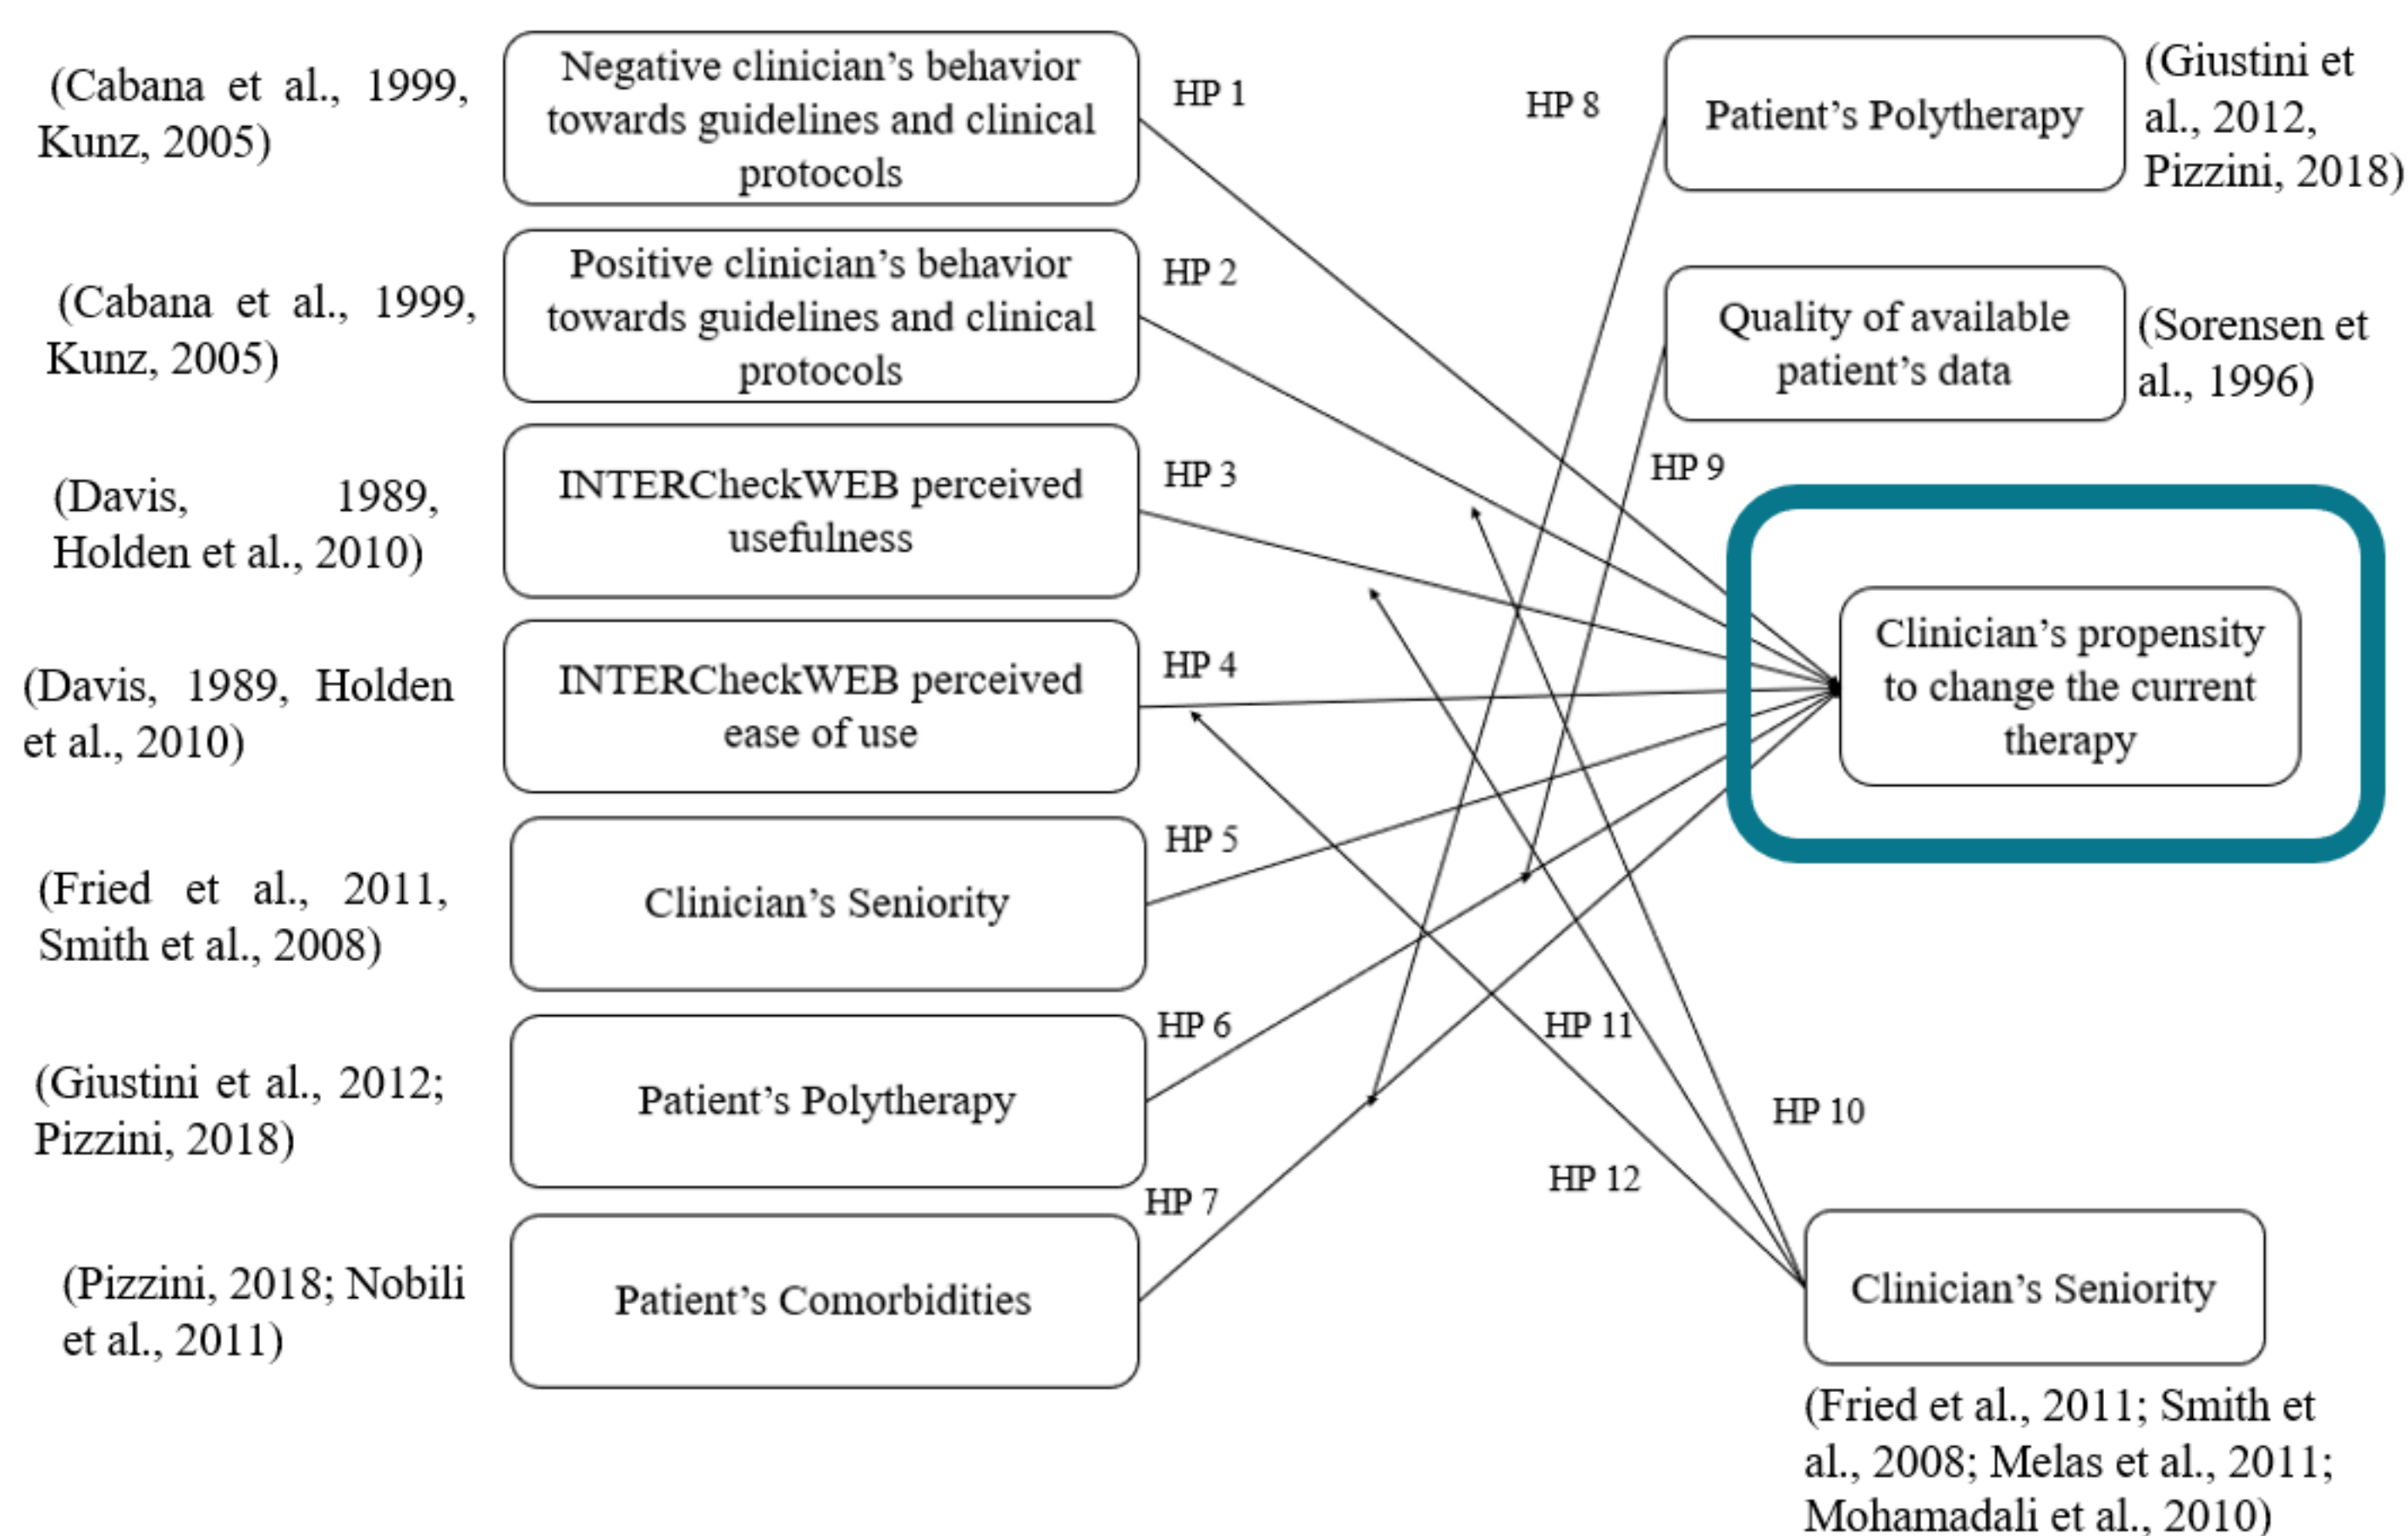 (Cabana et al., 1999,
Kunz, 2005)
Negative clinician’s behavior
towards guidelines and clinical
protocols
HP 1
(Cabana et al., 1999,
Kunz, 2005)
Positive clinician’s behavior
towards guidelines and clinical
protocols
HP 2
(Davis, 1989,
Holden et al., 2010)
INTERCheckWEB perceived
usefulness
HP 3
(Davis, 1989, Holden
et al., 2010)
INTERCheckWEB perceived
ease of use
HP 4
(Fried et al., 2011,
Smith et al., 2008)
Clinician’s Seniority
HP 5
(Giustini et al., 2012;
Pizzini, 2018)
Patient’s Polytherapy
HP 6
(Pizzini, 2018; Nobili
et al., 2011)
Patient’s Comorbidities
HP 7
HP 8
Patient’s Polytherapy
(Giustini et
al., 2012,
Pizzini, 2018)
Quality of available
patient’s data
(Sorensen et
al., 1996)
HP 9
Clinician’s propensity
to change the current
therapy
HP 11
HP 10
HP 12
Clinician’s Seniority
(Fried et al., 2011; Smith et
al., 2008; Melas et al., 2011;
Mohamadali et al., 2010)